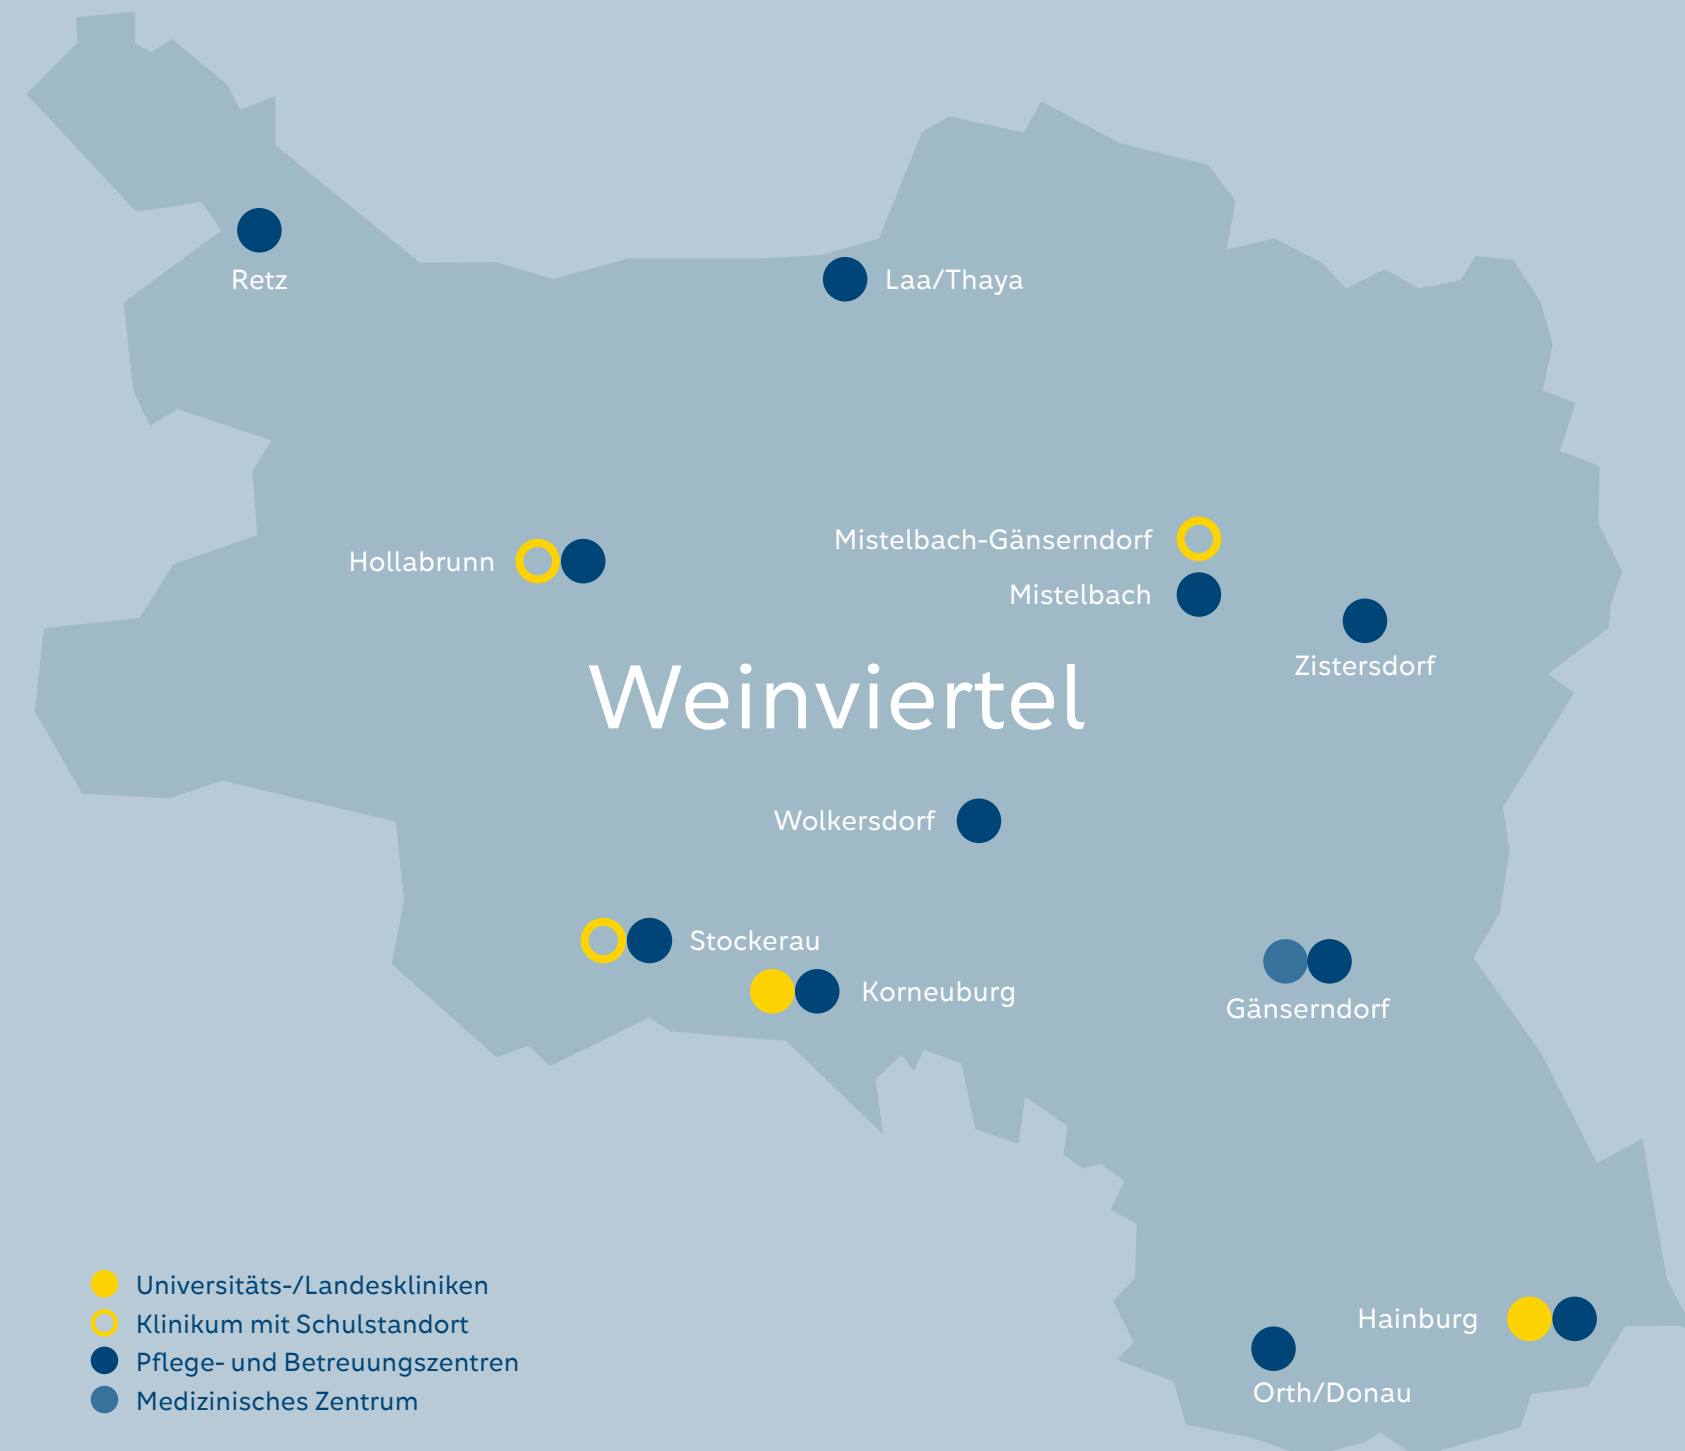 Retz
Laa/Thaya
Mistelbach-Gänserndorf
Hollabrunn
Mistelbach
Zistersdorf
Weinviertel
Wolkersdorf
Stockerau
Korneuburg
Gänserndorf
Universitäts-/Landeskliniken
Klinikum mit Schulstandort
Pflege- und Betreuungszentren
Medizinisches Zentrum
Hainburg
Orth/Donau